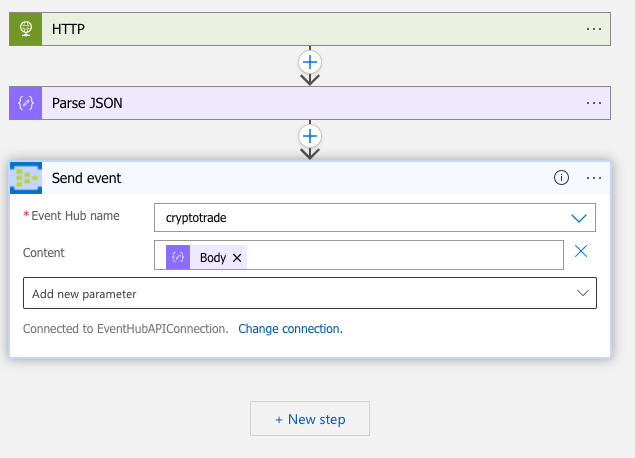 HTTP
Parse JSON
Send event
* Event Hub name
cryptotrade
Content
Body
Add new parameter
Connected to EventHubAPIConnection. Change connection.
+ New step